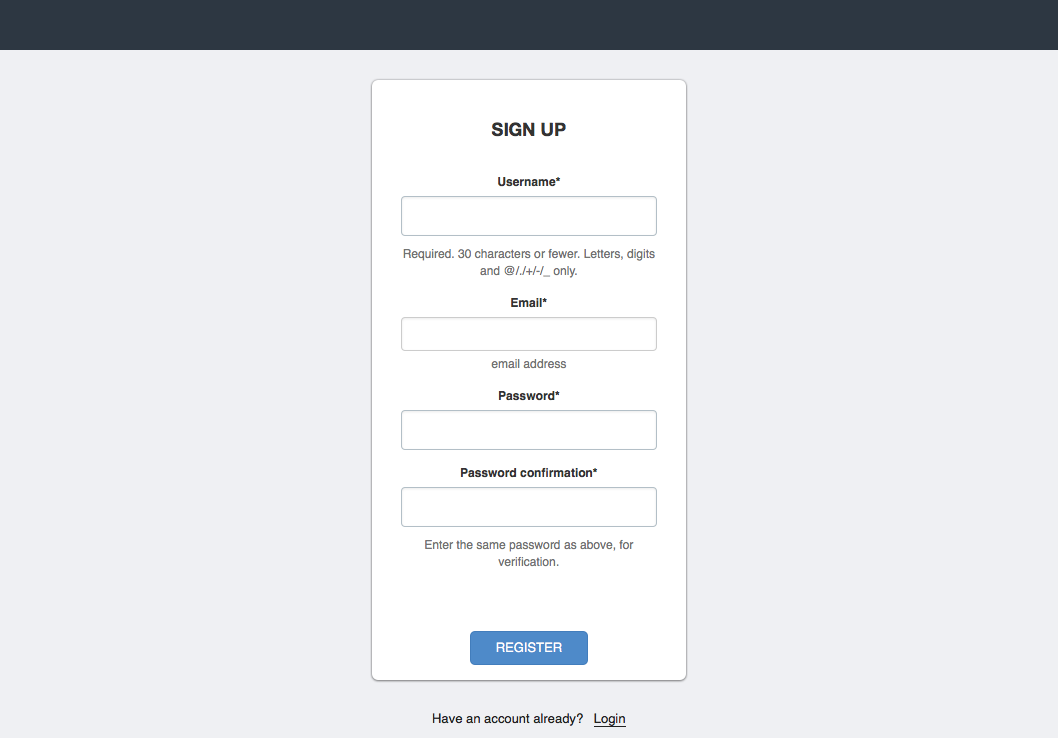 SIGN UP
Username*
Required. 30 characters or fewer. Letters, digits
and @/./+/-/_ only.
Email*
email address
Password*
Password confirmation*
Enter the same password as above, for
verification.
REGISTER
Have an account already? Login